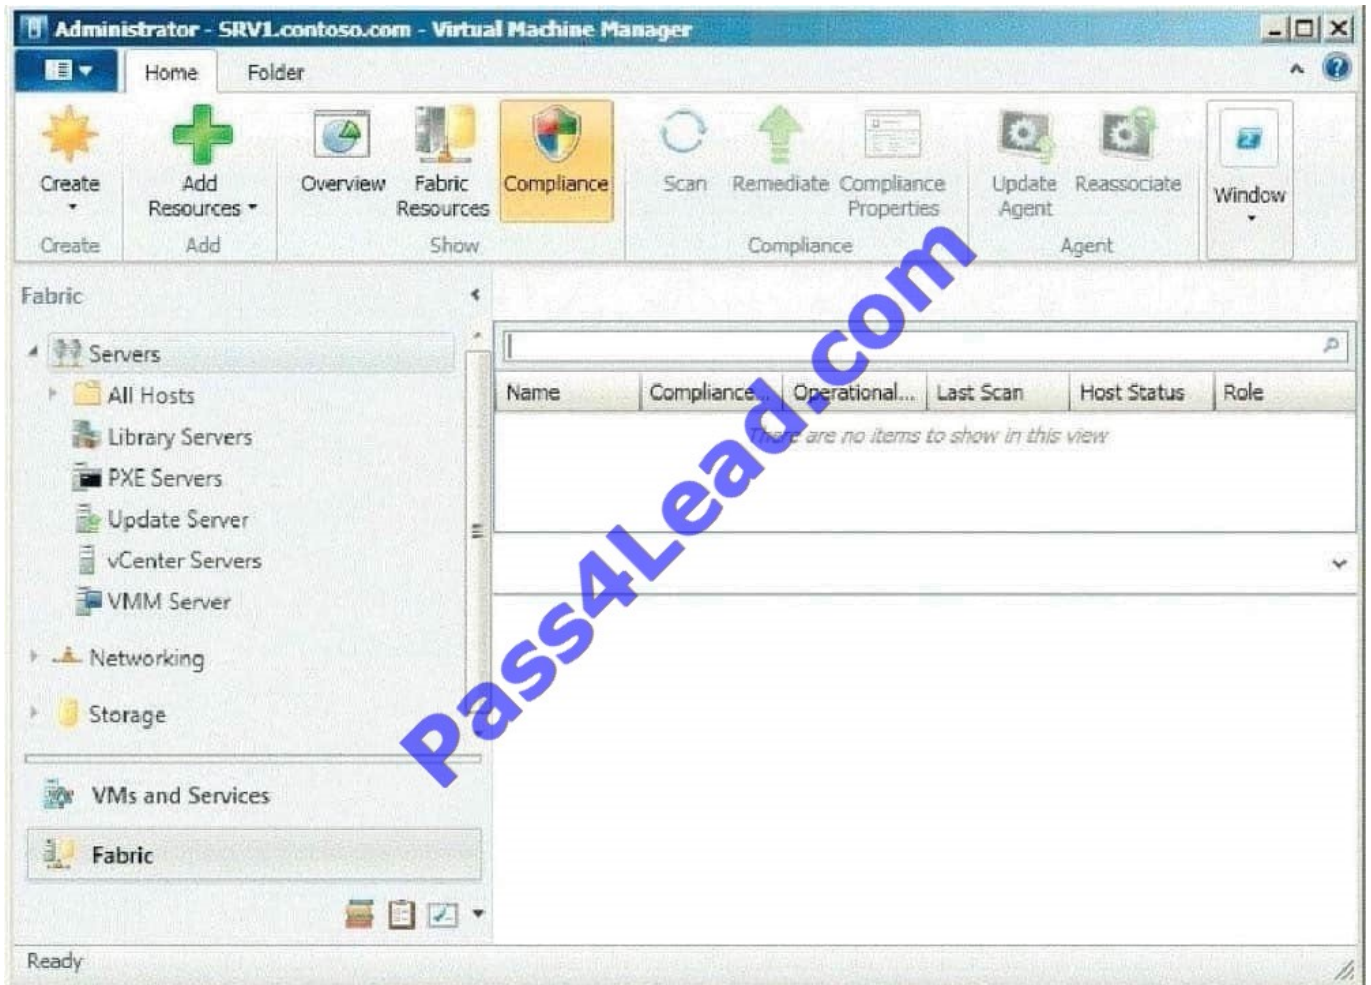 Administrator - SRV1.contoso.com - Virtual Machine Manager
Home Folder
Create
Add Resources
Overview
Fabric Resources
Compliance
Scan
Remediate
Compliance Properties
Update Agent
Reassociate
Window
Create
Add
Show
Compliance
Agent
Fabric
Servers
All Hosts
Library Servers
PXE Servers
Update Server
vCenter Servers
VMM Server
Networking
Storage
VMs and Services
Fabric
Name Compliance... Operational... Last Scan Host Status Role
There are no items to show in this view
Pass4Lead.com
Ready